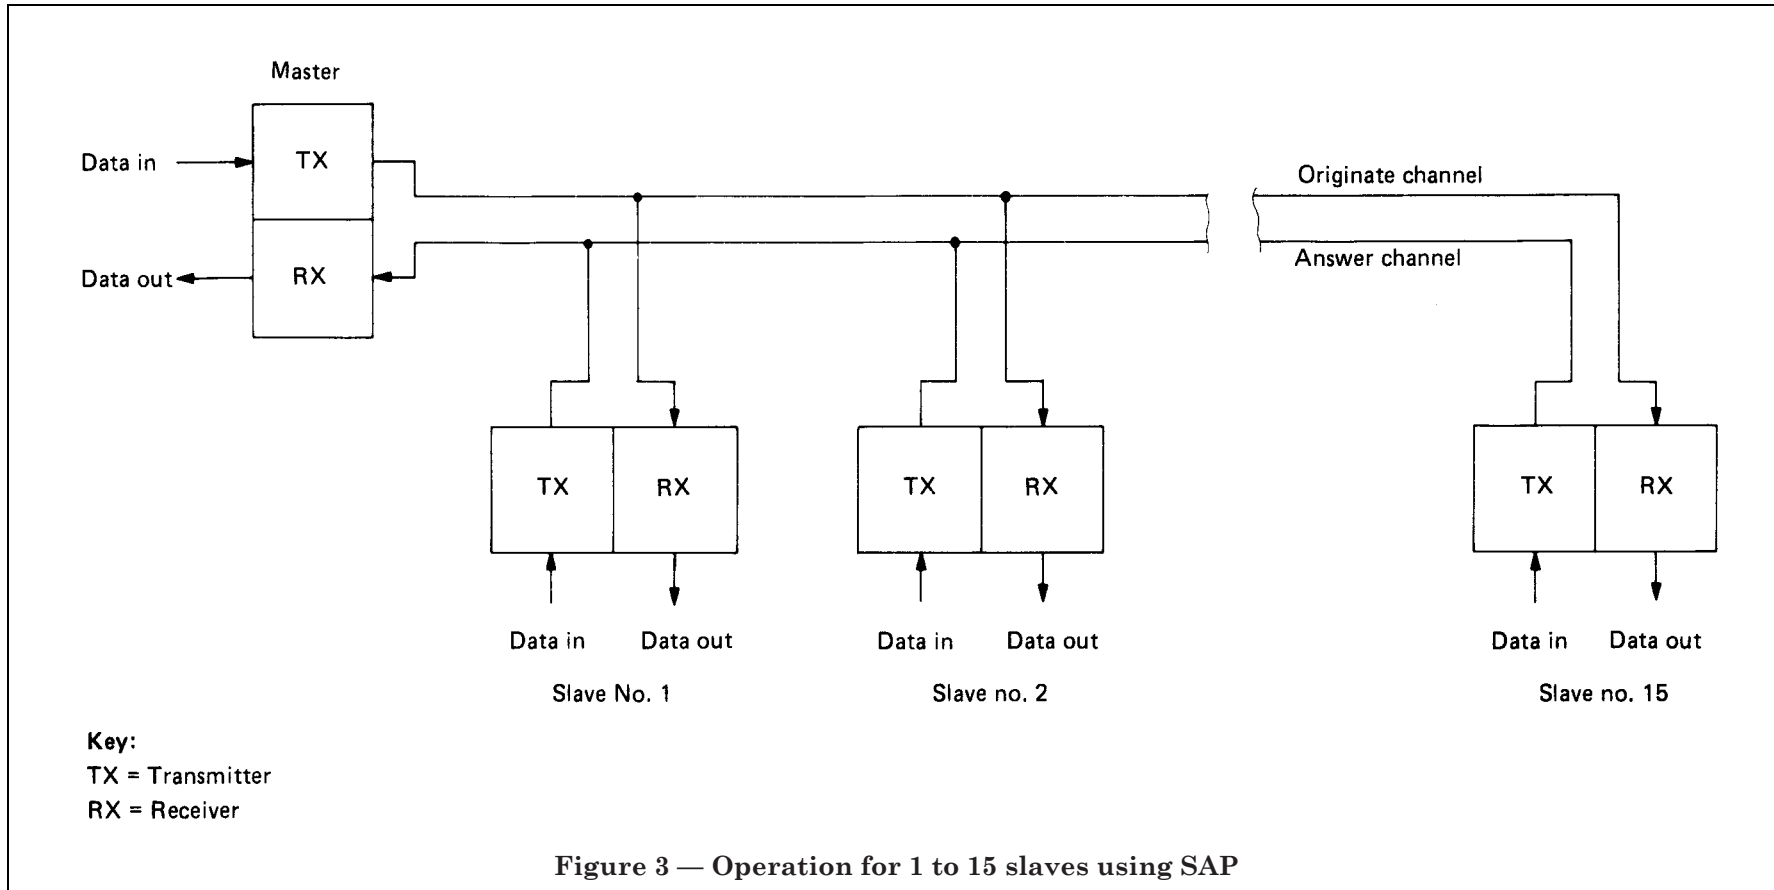 Master
Data in
TX
Originate channel
Data out
RX
Answer channel
TX RX
TX RX
TX RX
Data in Data out
Data in Data out
Data in Data out
Slave No. 1
Slave no. 2
Slave no. 15
Key:
TX = Transmitter
RX = Receiver
Figure 3 — Operation for 1 to 15 slaves using SAP